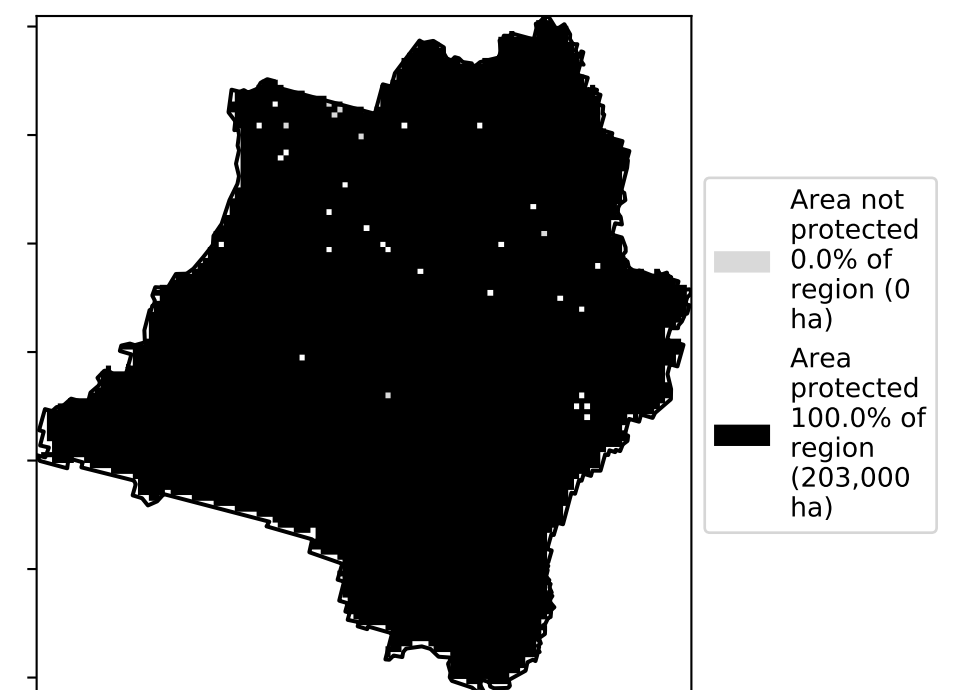 Area not
protected
0.0% of
region (0
ha)
Area
protected
100.0% of
region
(203,000
ha)